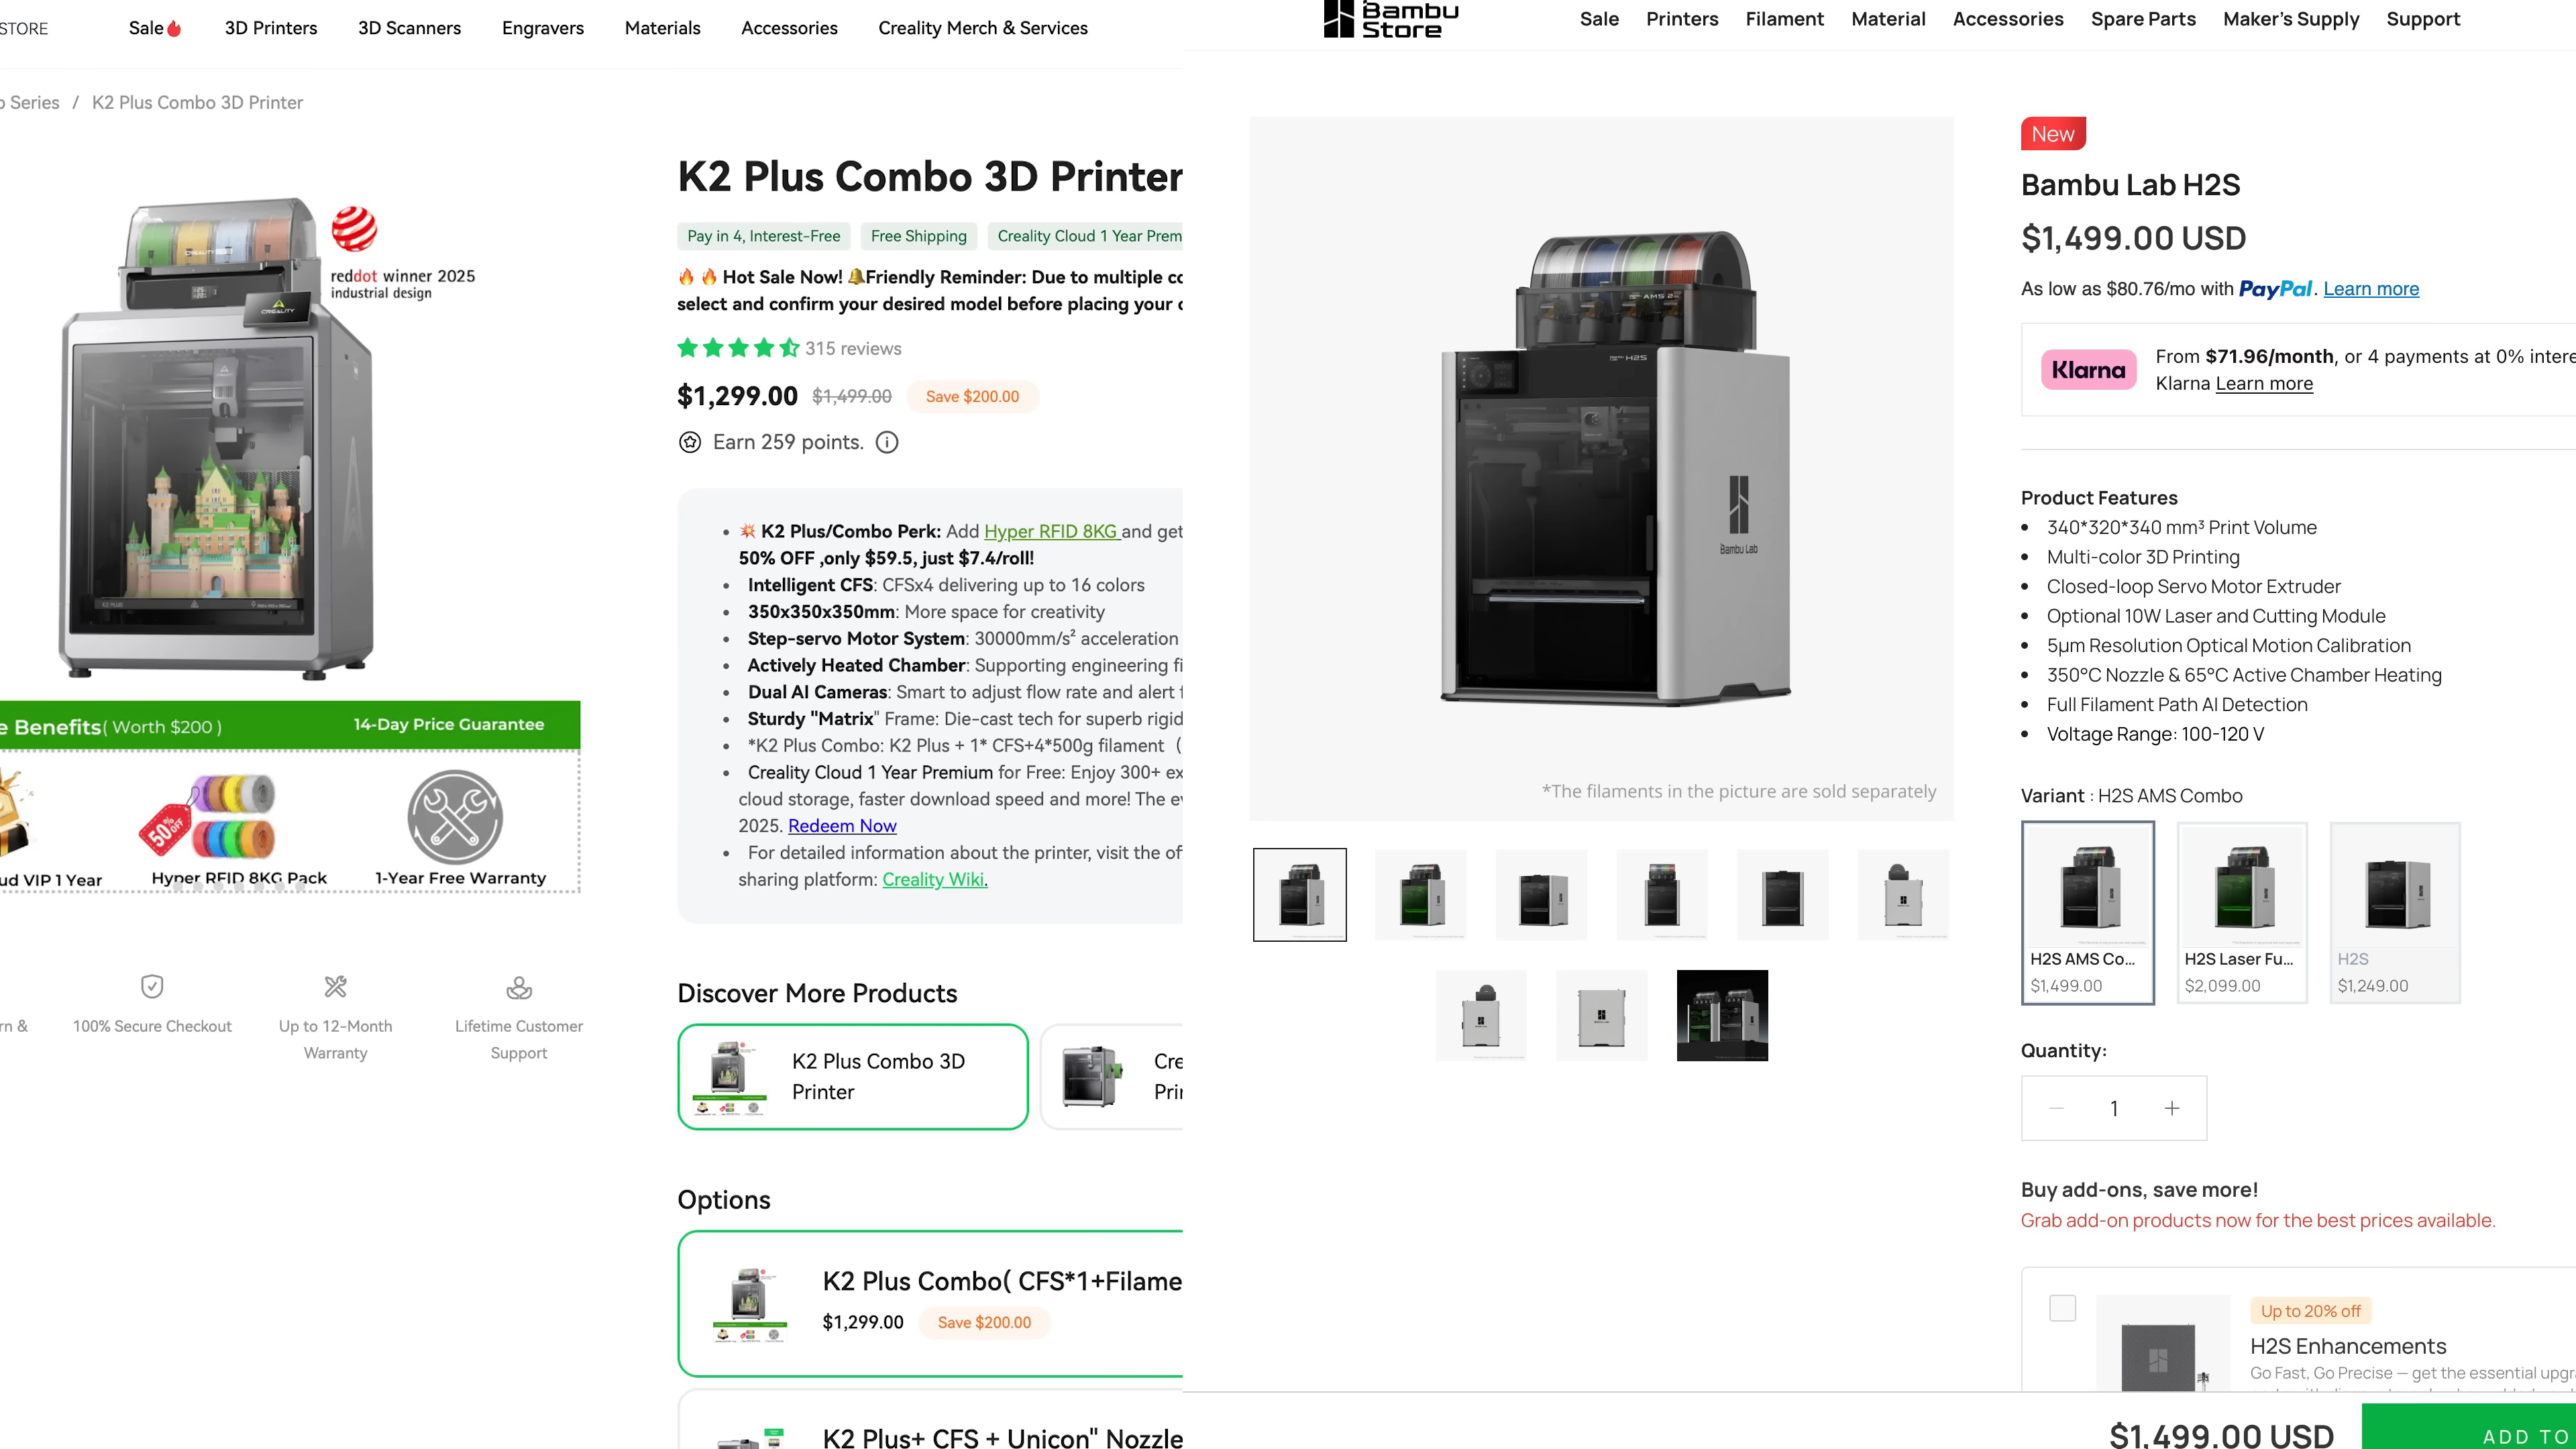 STORE
Sale
3D Printers
3D Scanners
Engravers
Materials
Accessories
Creality Merch & Services
Series / K2 Plus Combo 3D Printer
reddot winner 2025
industrial design
CREALITY
K2 PLUS
Benefits( Worth $200 )
14-Day Price Guarantee
50% OFF
ud VIP 1 Year
Hyper RFID 8KG Pack
1-Year Free Warranty
rn &
100% Secure Checkout
Up to 12-Month
Warranty
Lifetime Customer
Support
K2 Plus Combo 3D Printer
Pay in 4, Interest-Free
Free Shipping
Creality Cloud 1 Year Prem
🔥 🔥 Hot Sale Now! 🔔Friendly Reminder: Due to multiple co
select and confirm your desired model before placing your
315 reviews
$1,299.00 $1,499.00 Save $200.00
Earn 259 points.
• 💥 K2 Plus/Combo Perk: Add Hyper RFID 8KG and get
50% OFF ,only $59.5, just $7.4/roll!
• Intelligent CFS: CFSx4 delivering up to 16 colors
• 350x350x350mm: More space for creativity
• Step-servo Motor System: 30000mm/s² acceleration
• Actively Heated Chamber: Supporting engineering fi
• Dual AI Cameras: Smart to adjust flow rate and alert f
• Sturdy "Matrix" Frame: Die-cast tech for superb rigid
• *K2 Plus Combo: K2 Plus + 1* CFS+4*500g filament（
• Creality Cloud 1 Year Premium for Free: Enjoy 300+ ex
cloud storage, faster download speed and more! The ev
2025. Redeem Now
• For detailed information about the printer, visit the of
sharing platform: Creality Wiki.
Discover More Products
K2 Plus Combo 3D
Printer
Cre
Prin
Options
K2 Plus Combo( CFS*1+Filame
$1,299.00 Save $200.00
K2 Plus+ CFS + Unicon" Nozzle
Bambu
Store
Sale
Printers
Filament
Material
Accessories
Spare Parts
Maker's Supply
Support
AMS 2
H2S
Bambu Lab
*The filaments in the picture are sold separately
New
Bambu Lab H2S
$1,499.00 USD
As low as $80.76/mo with PayPal. Learn more
Klarna
From $71.96/month, or 4 payments at 0% intere
Klarna Learn more
Product Features
• 340*320*340 mm³ Print Volume
• Multi-color 3D Printing
• Closed-loop Servo Motor Extruder
• Optional 10W Laser and Cutting Module
• 5μm Resolution Optical Motion Calibration
• 350°C Nozzle & 65°C Active Chamber Heating
• Full Filament Path AI Detection
• Voltage Range: 100-120 V
Variant : H2S AMS Combo
H2S AMS Co...
$1,499.00
H2S Laser Fu...
$2,099.00
H2S
$1,249.00
Quantity:
1
Buy add-ons, save more!
Grab add-on products now for the best prices available.
Up to 20% off
H2S Enhancements
Go Fast, Go Precise — get the essential upgr
$1,499.00 USD
ADD TO